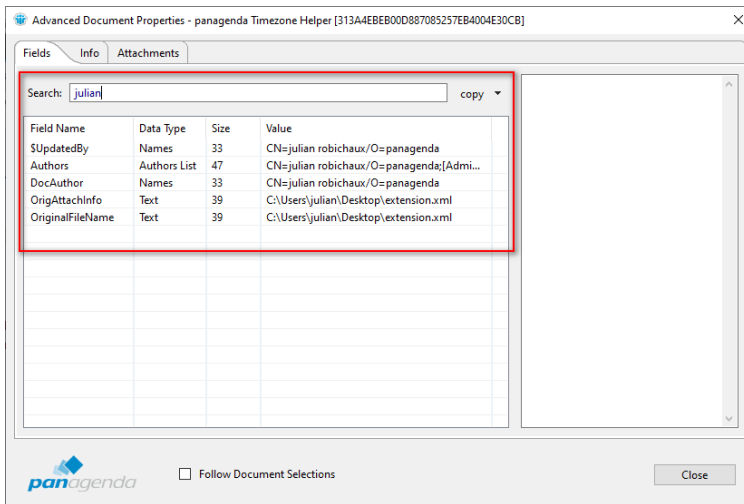 Advanced Document Properties - panagenda Timezone Helper [313A4EBEB00D887085257EB4004E30CB]
Fields Info Attachments
Search: julian copy
Field Name Data Type Size Value
$UpdatedBy Names 33 CN=julian robichaux/O=panagenda
Authors Authors List 47 CN=julian robichaux/O=panagenda;[Admi...
DocAuthor Names 33 CN=julian robichaux/O=panagenda
OrigAttachInfo Text 39 C:\Users\julian\Desktop\extension.xml
OriginalFileName Text 39 C:\Users\julian\Desktop\extension.xml
panagenda Follow Document Selections Close